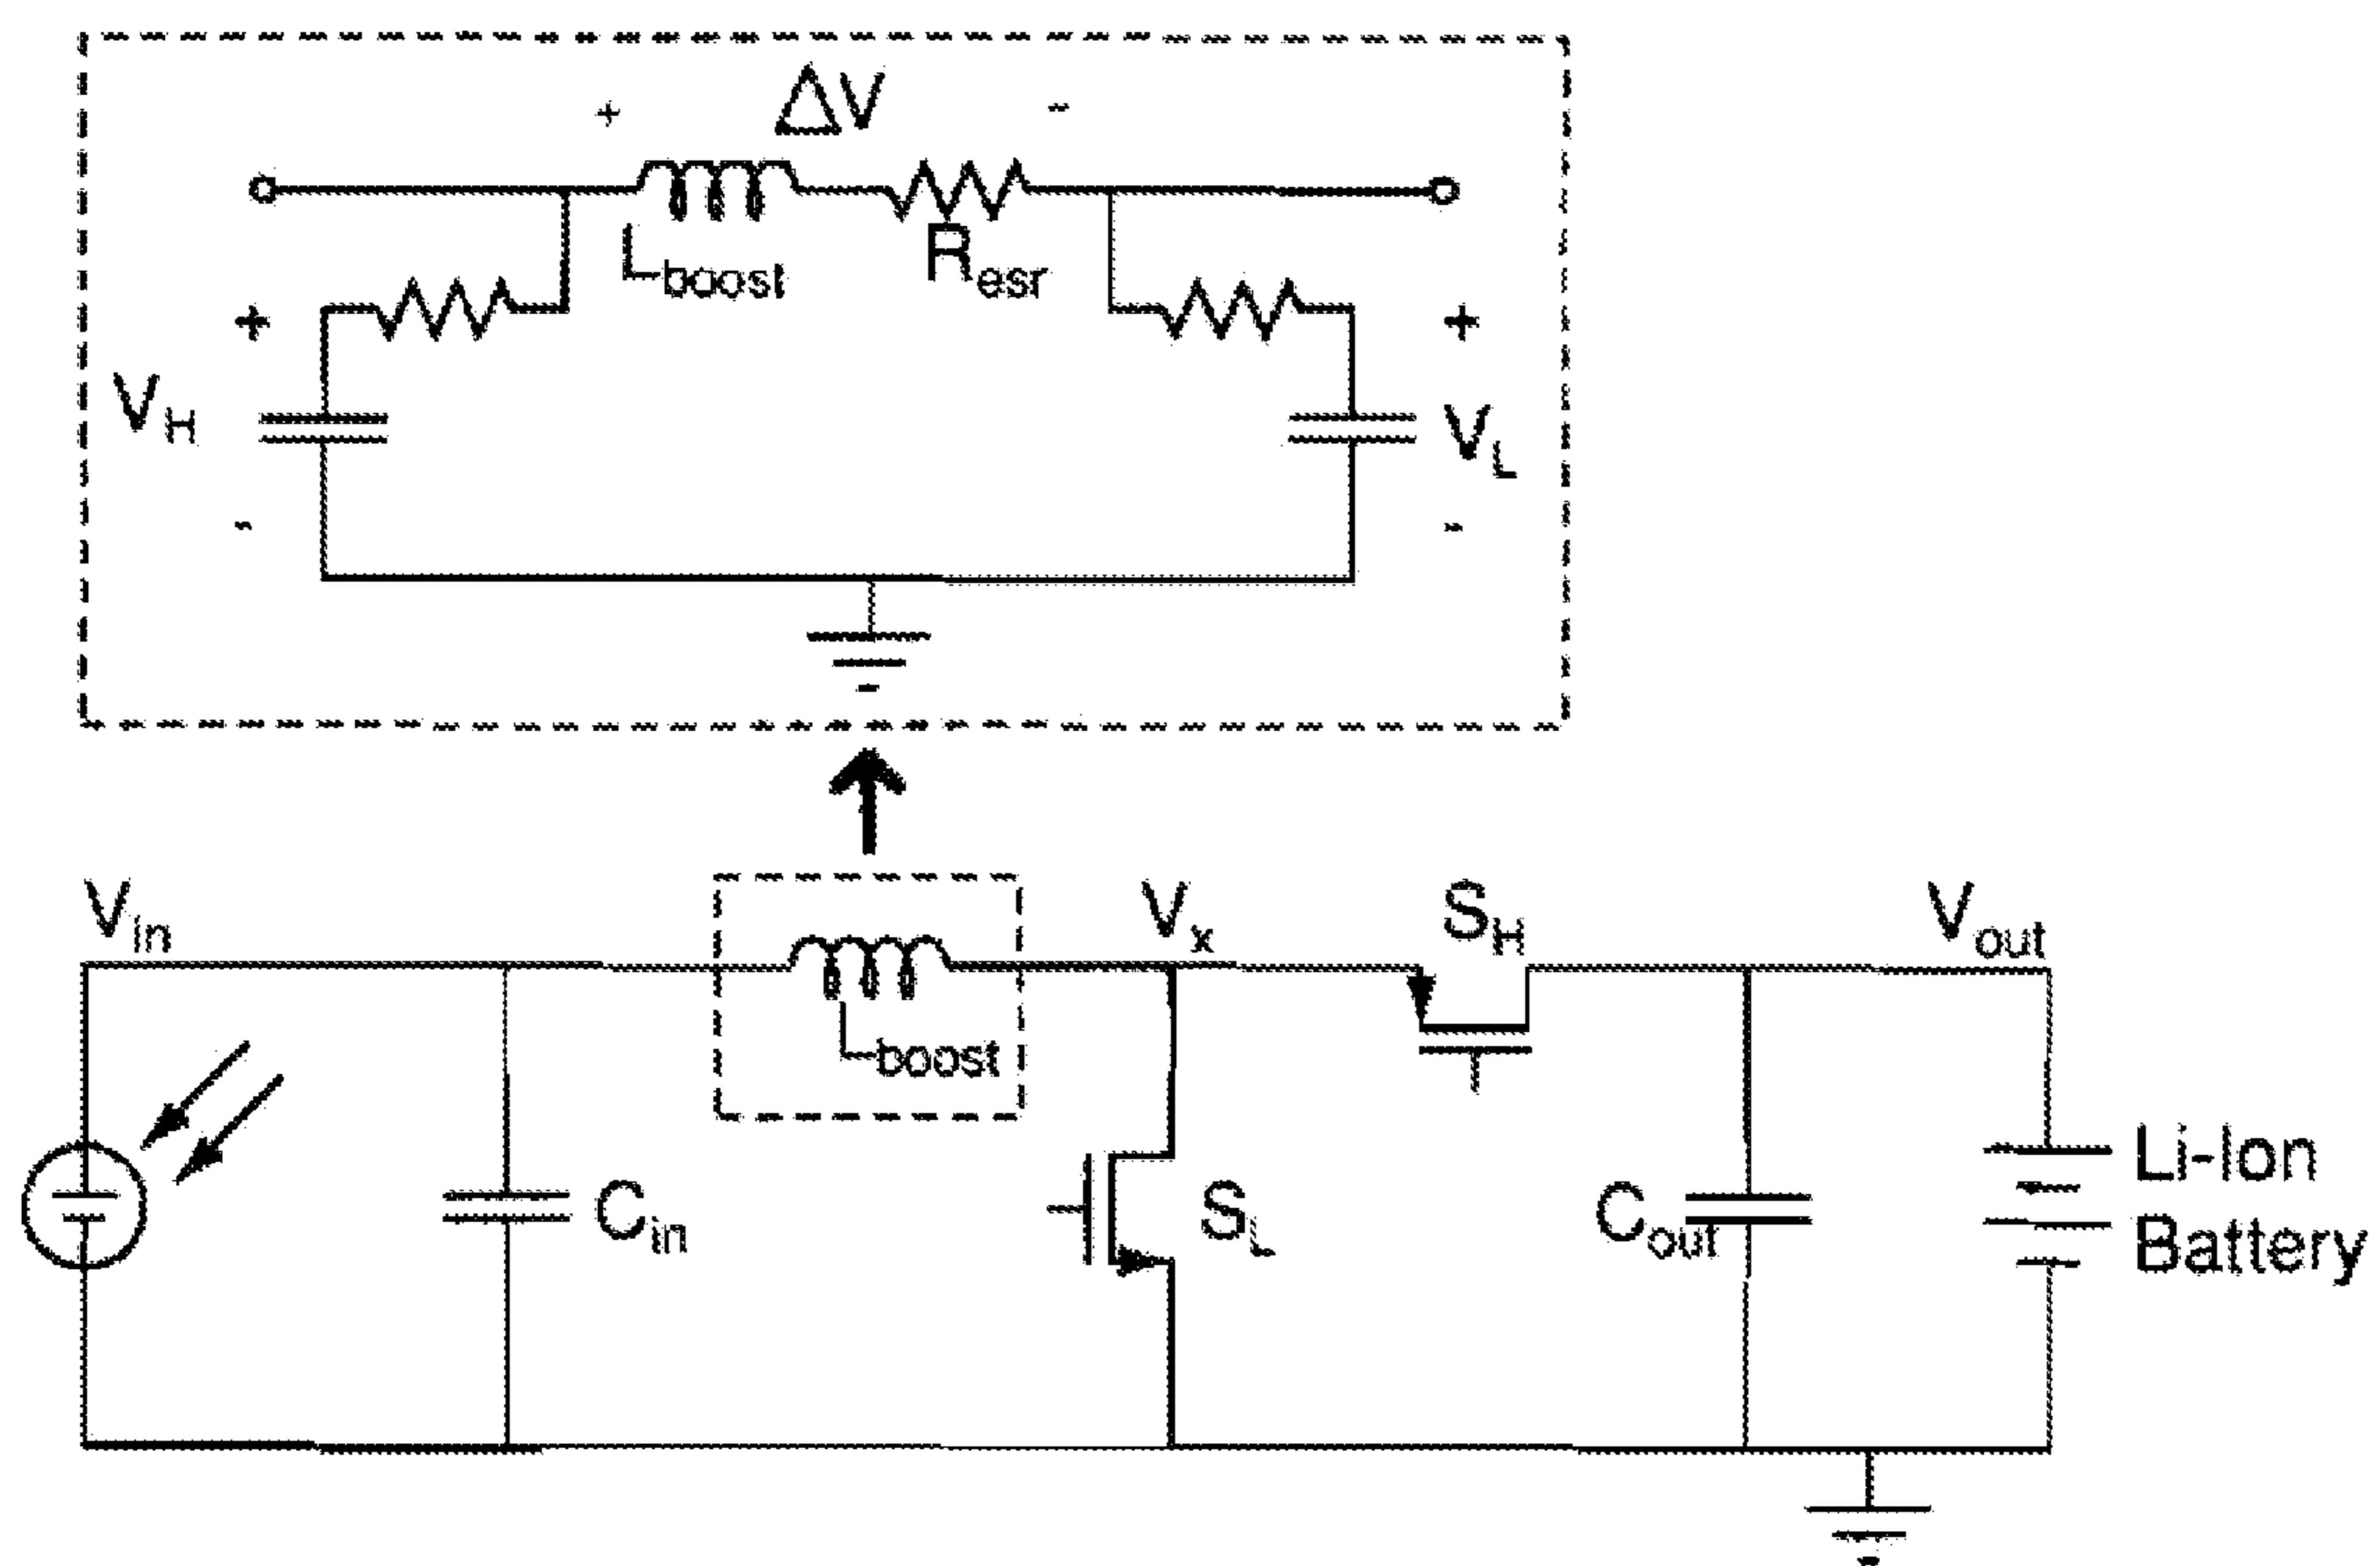 + ΔV -
L_boost
R_esr
+
+
V_H
V_L
-
-
V_in
V_x
S_H
V_out
L_boost
C_in
S_L
C_out
Li-Ion
Battery